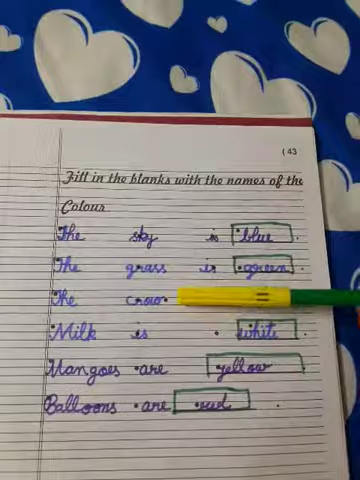 ( 43
Fill in the blanks with the names of the
Colour
The sky is blue.
The grass is green.
The crow
Milk is white.
Mangoes are yellow
Balloons are red.